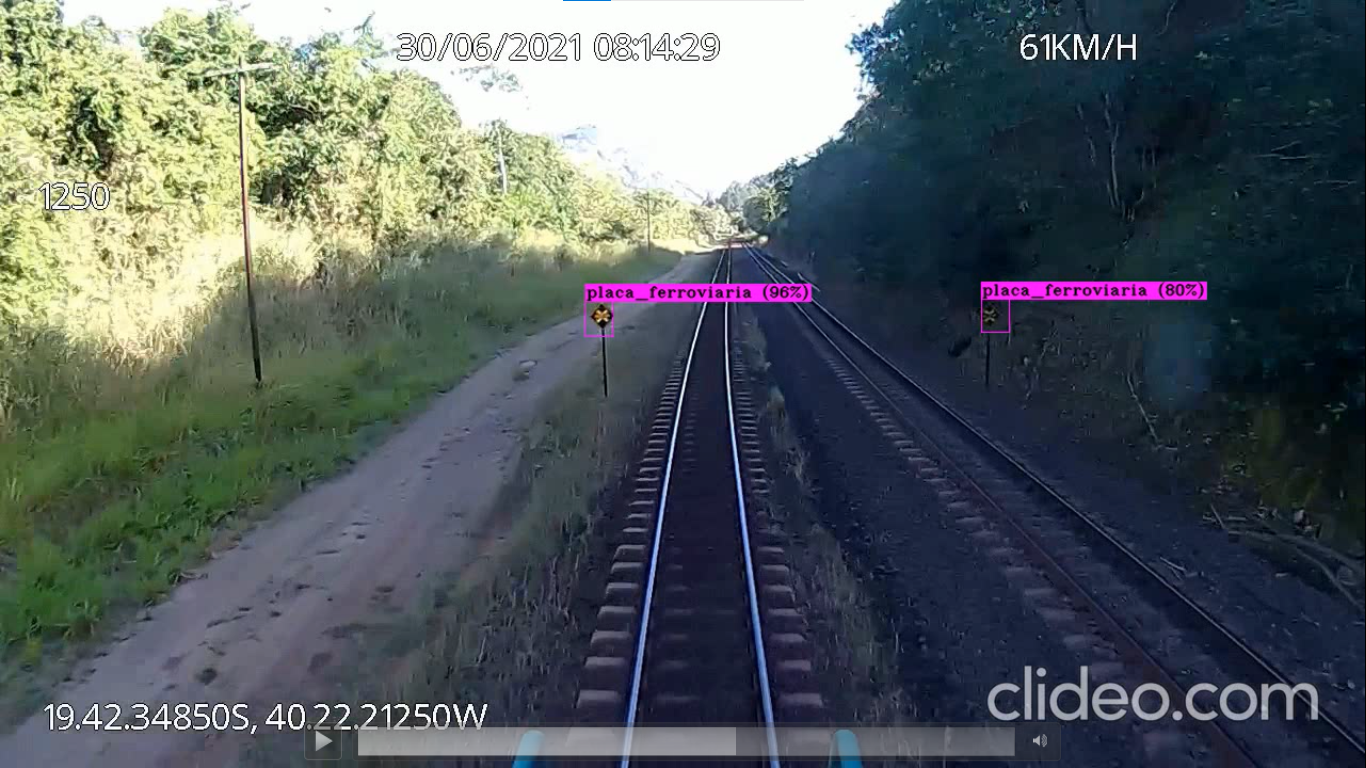 30/06/2021 08:14:29
61KM/H
1250
placa_ferroviaria (96%)
placa_ferroviaria (80%)
clideo.com
19.42.34850S, 40.22.21250W